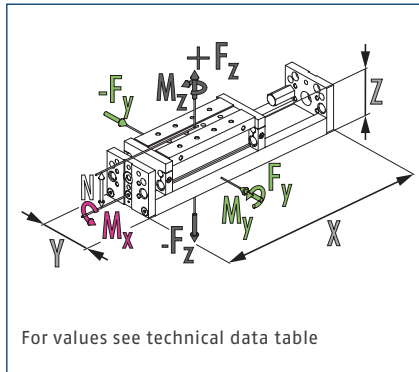 +Fz
Mz
-Fy
Z
N
Fy
My
Mx
-Fz
Y
X
For values see technical data table